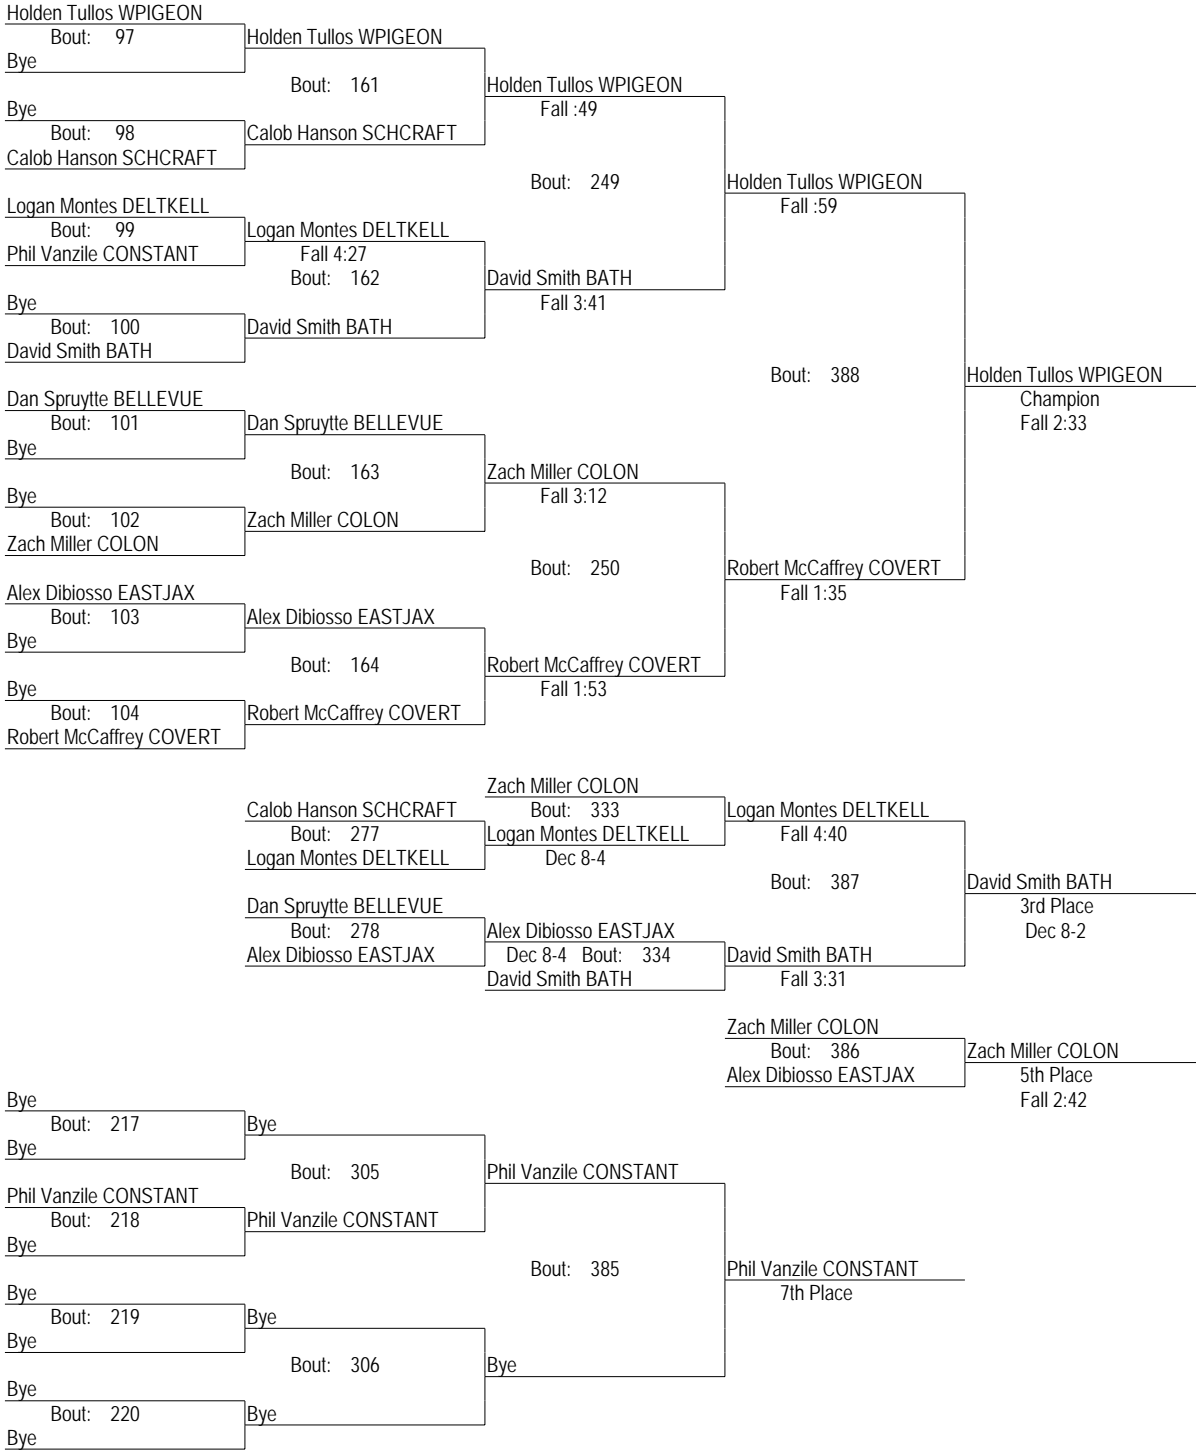 Holden Tullos WPIGEON
Bout: 97 Holden Tullos WPIGEON
Bye
Bout: 161 Holden Tullos WPIGEON
Bye Fall :49
Bout: 98 Calob Hanson SCHCRAFT
Calob Hanson SCHCRAFT
Bout: 249 Holden Tullos WPIGEON
Logan Montes DELTKELL Fall :59
Bout: 99 Logan Montes DELTKELL
Phil Vanzile CONSTANT Fall 4:27
Bout: 162 David Smith BATH
Bye Fall 3:41
Bout: 100 David Smith BATH
David Smith BATH
Bout: 388 Holden Tullos WPIGEON
Dan Spruytte BELLEVUE Champion
Bout: 101 Dan Spruytte BELLEVUE Fall 2:33
Bye
Bout: 163 Zach Miller COLON
Bye Fall 3:12
Bout: 102 Zach Miller COLON
Zach Miller COLON
Bout: 250 Robert McCaffrey COVERT
Alex Dibiosso EASTJAX Fall 1:35
Bout: 103 Alex Dibiosso EASTJAX
Bye
Bout: 164 Robert McCaffrey COVERT
Bye Fall 1:53
Bout: 104 Robert McCaffrey COVERT
Robert McCaffrey COVERT
Zach Miller COLON
Calob Hanson SCHCRAFT Bout: 333 Logan Montes DELTKELL
Bout: 277 Logan Montes DELTKELL Fall 4:40
Logan Montes DELTKELL Dec 8-4
Bout: 387 David Smith BATH
Dan Spruytte BELLEVUE 3rd Place
Bout: 278 Alex Dibiosso EASTJAX Dec 8-2
Alex Dibiosso EASTJAX Dec 8-4 Bout: 334 David Smith BATH
David Smith BATH Fall 3:31
Zach Miller COLON
Bout: 386 Zach Miller COLON
Alex Dibiosso EASTJAX 5th Place
Bye Fall 2:42
Bout: 217 Bye
Bye
Bout: 305 Phil Vanzile CONSTANT
Phil Vanzile CONSTANT
Bout: 218 Phil Vanzile CONSTANT
Bye
Bout: 385 Phil Vanzile CONSTANT
Bye 7th Place
Bout: 219 Bye
Bye
Bout: 306 Bye
Bye
Bout: 220 Bye
Bye